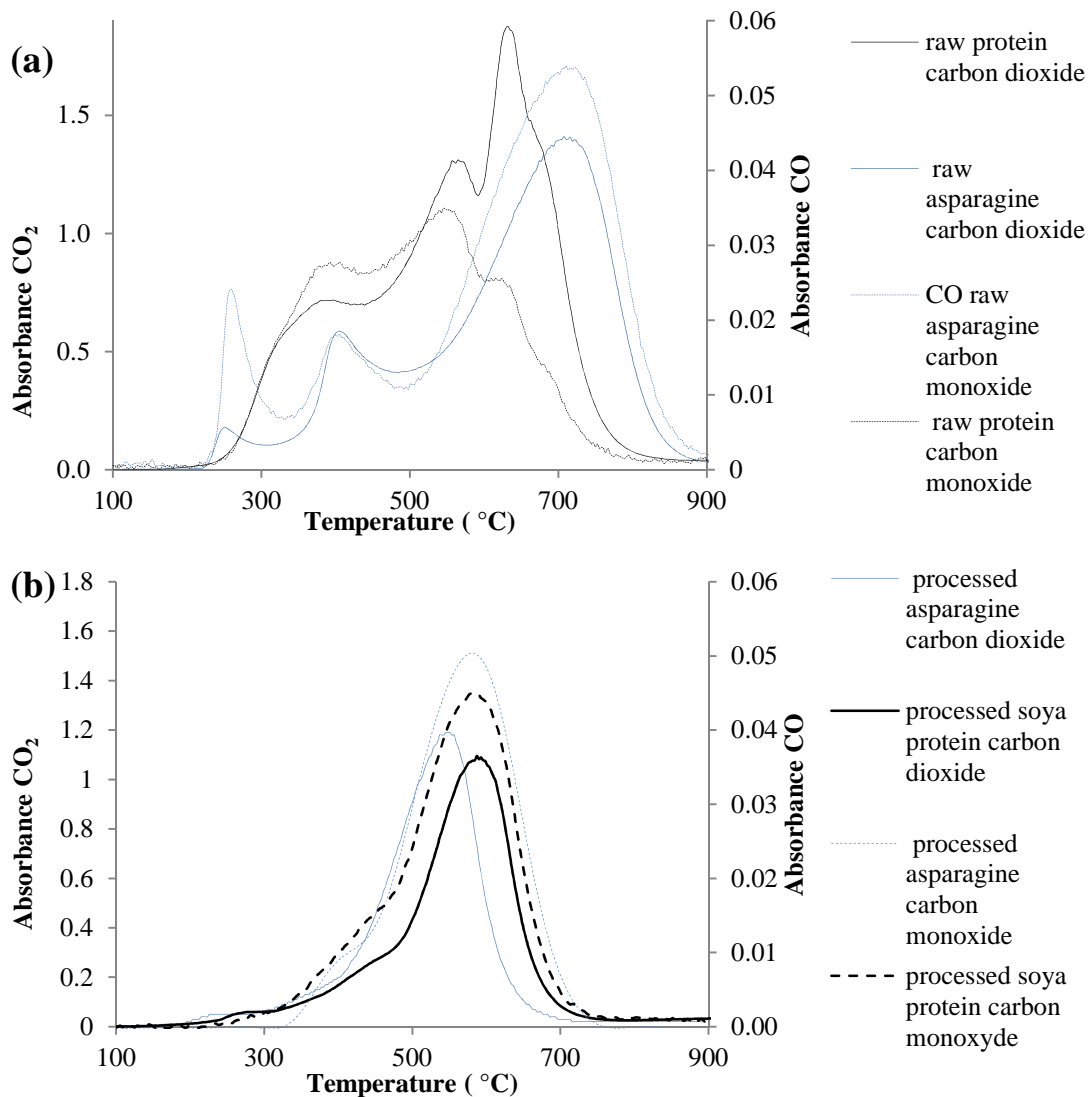 (a)
Absorbance CO2
1.5
1.0
0.5
0.0
0.06
0.05
0.04
0.03
0.02
0.01
0
Absorbance CO
100 300 500 700 900
Temperature ( °C)
raw protein
carbon dioxide
raw
asparagine
carbon dioxide
CO raw
asparagine
carbon
monoxide
raw protein
carbon
monoxide
(b)
Absorbance CO2
1.8
1.6
1.4
1.2
1
0.8
0.6
0.4
0.2
0
0.06
0.05
0.04
0.03
0.02
0.01
0.00
Absorbance CO
100 300 500 700 900
Temperature ( °C)
processed
asparagine
carbon dioxide
processed soya
protein carbon
dioxide
processed
asparagine
carbon
monoxide
processed soya
protein carbon
monoxyde